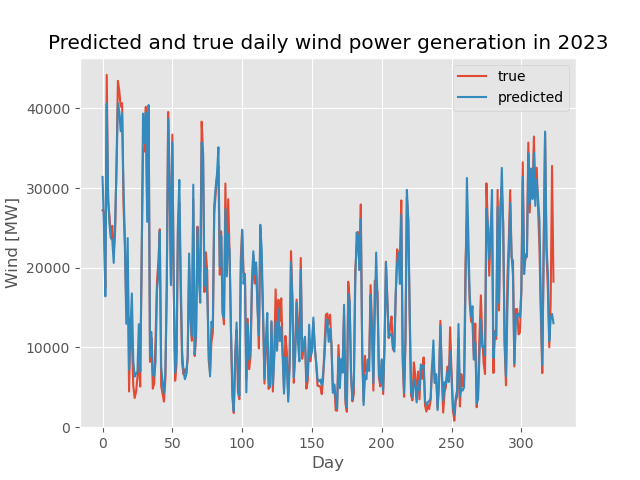 Predicted and true daily wind power generation in 2023
true
predicted
40000
30000
20000
10000
0
Wind [MW]
0 50 100 150 200 250 300
Day